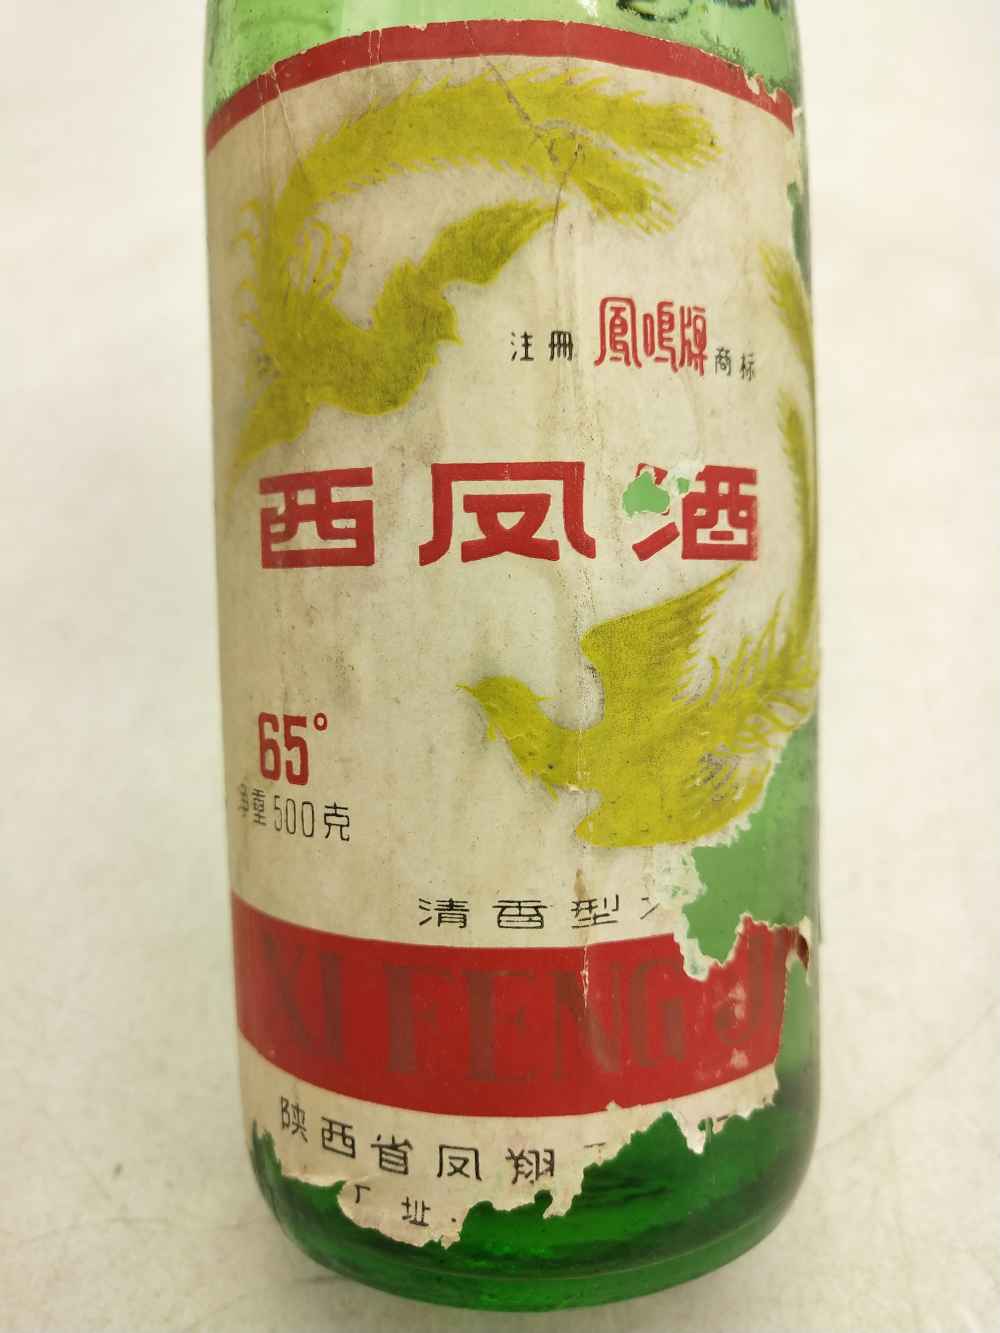 注册 鳳鳴牌 商标
西凤酒
65°
净重500克
清香型
XI FENG J
陕西省凤翔
厂址